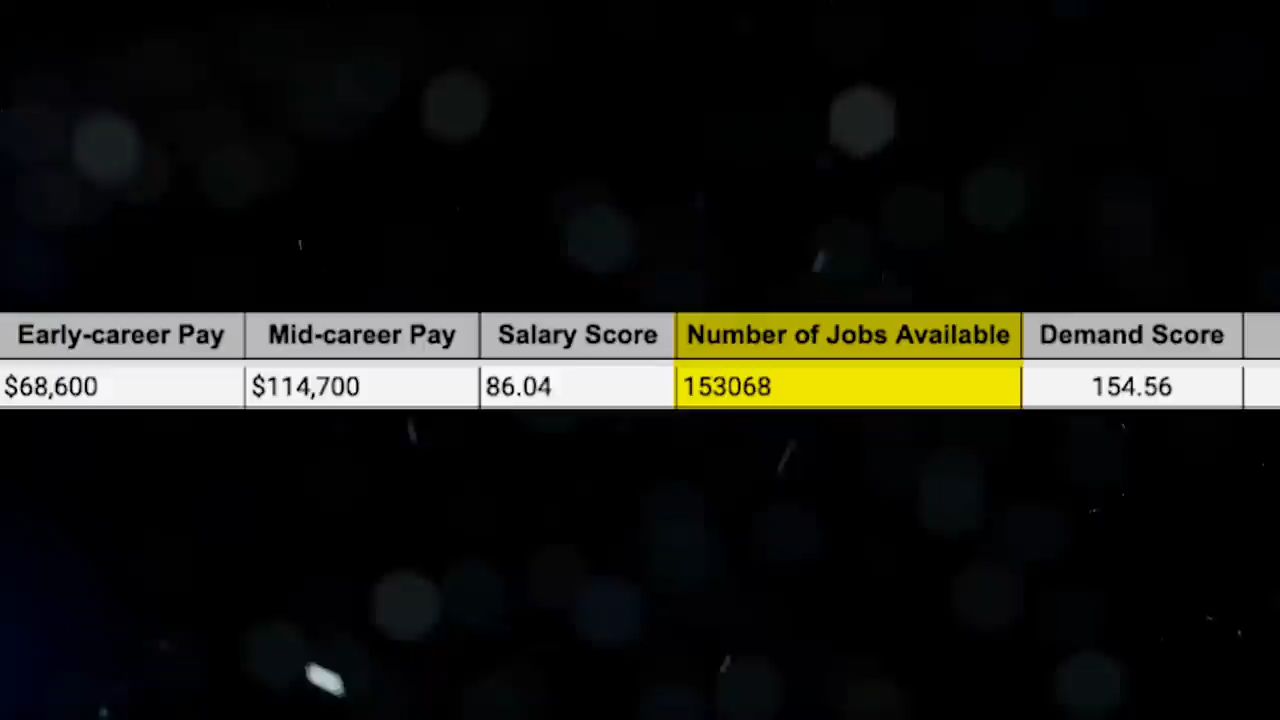 Early-career Pay Mid-career Pay Salary Score Number of Jobs Available Demand Score
$68,600 $114,700 86.04 153068 154.56